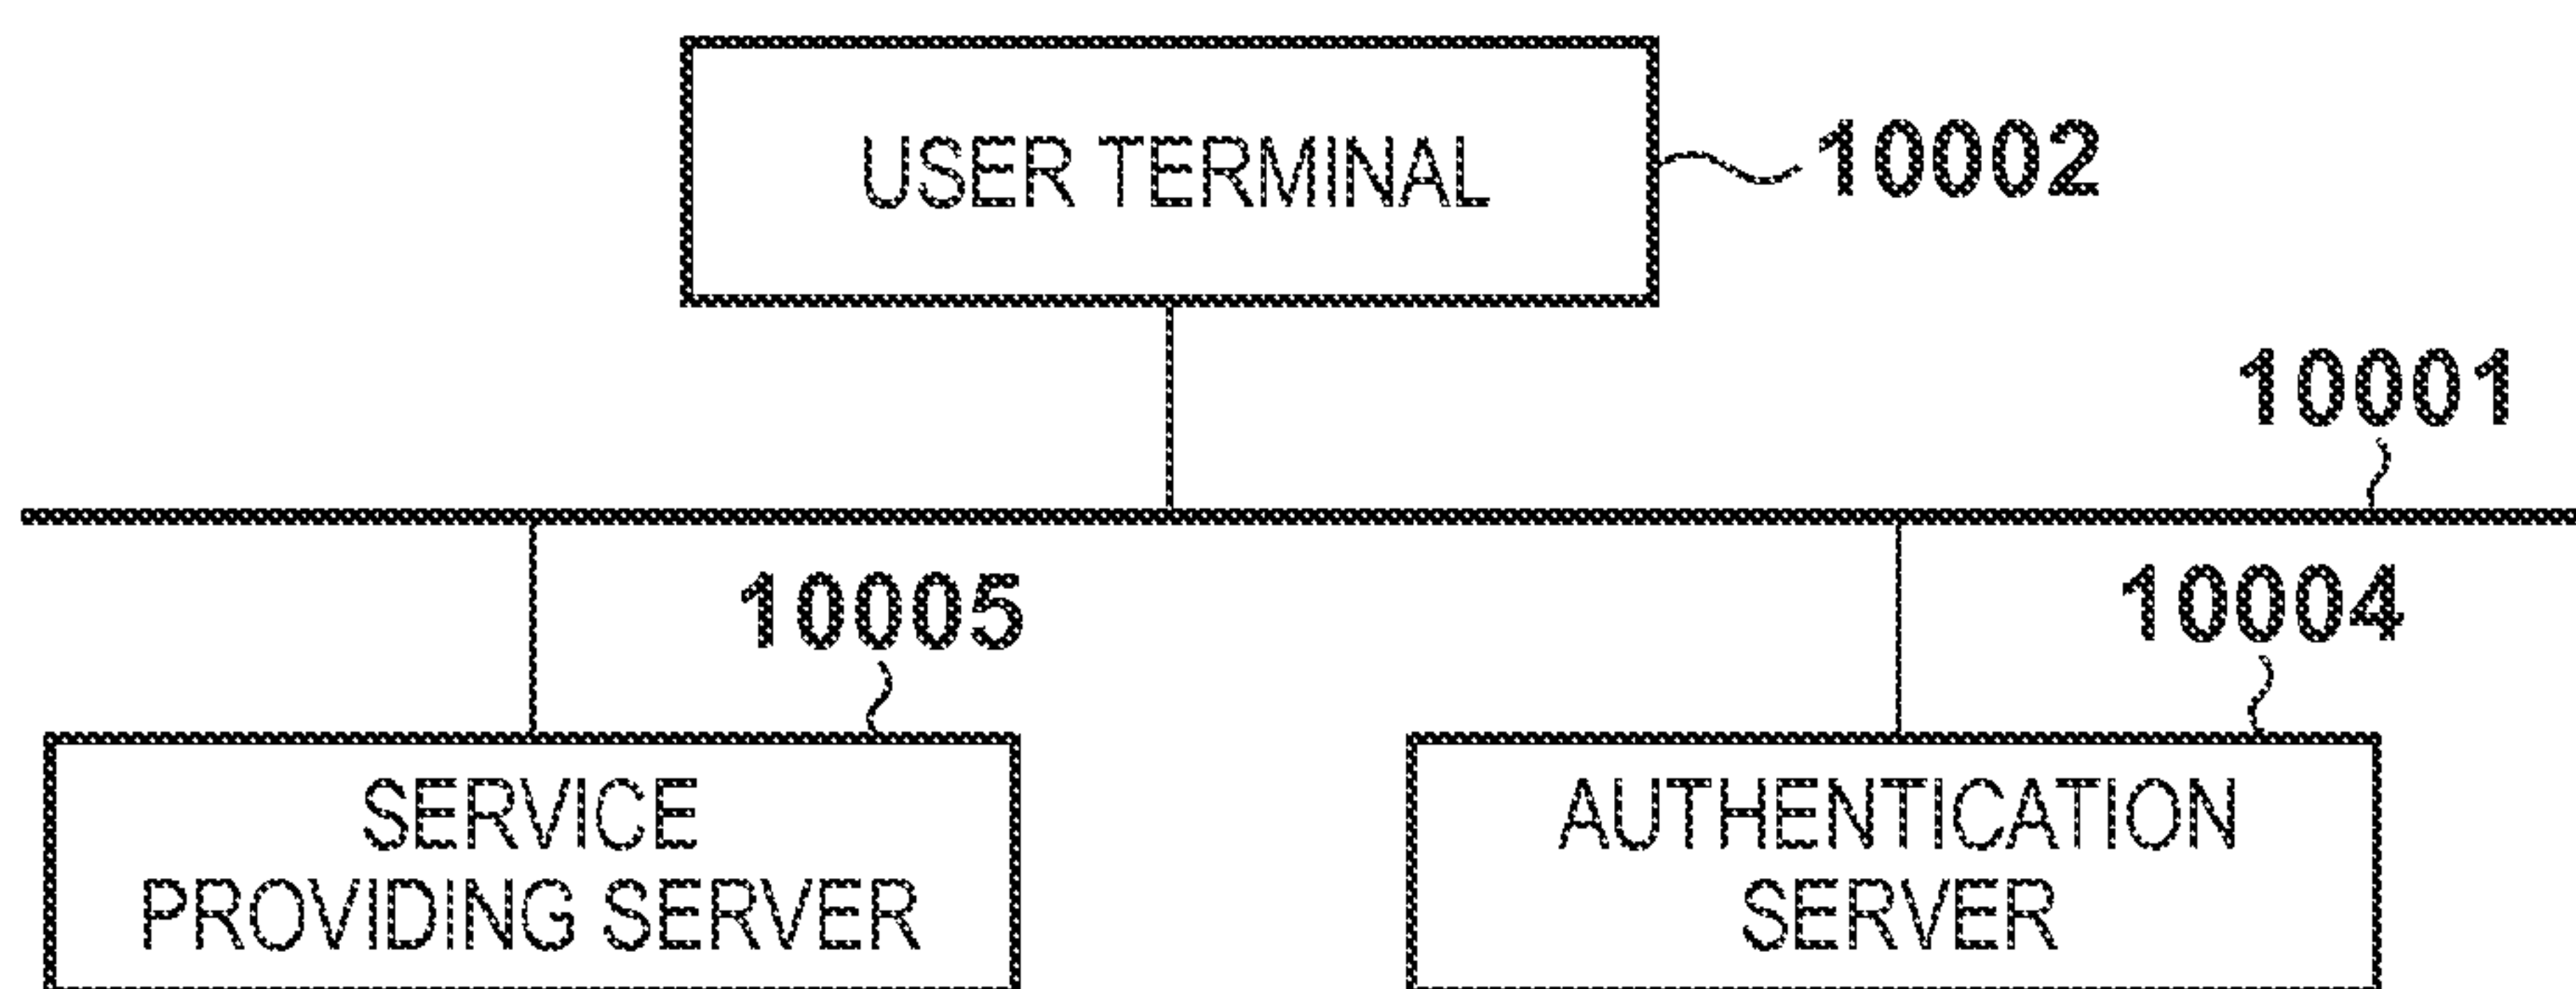 USER TERMINAL
10002
10001
10005
10004
SERVICE
PROVIDING SERVER
AUTHENTICATION
SERVER